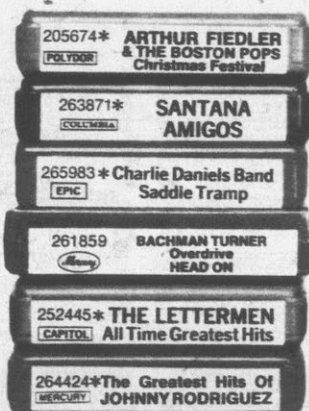 205674* ARTHUR FIEDLER
& THE BOSTON POPS
POLYDOR Christmas Festival
263871* SANTANA
COLUMBIA AMIGOS
265983* Charlie Daniels Band
EPIC Saddle Tramp
261859 BACHMAN TURNER
Overdrive
Mercury HEAD ON
252445* THE LETTERMEN
CAPITOL All Time Greatest Hits
264424* The Greatest Hits Of
MERCURY JOHNNY RODRIGUEZ